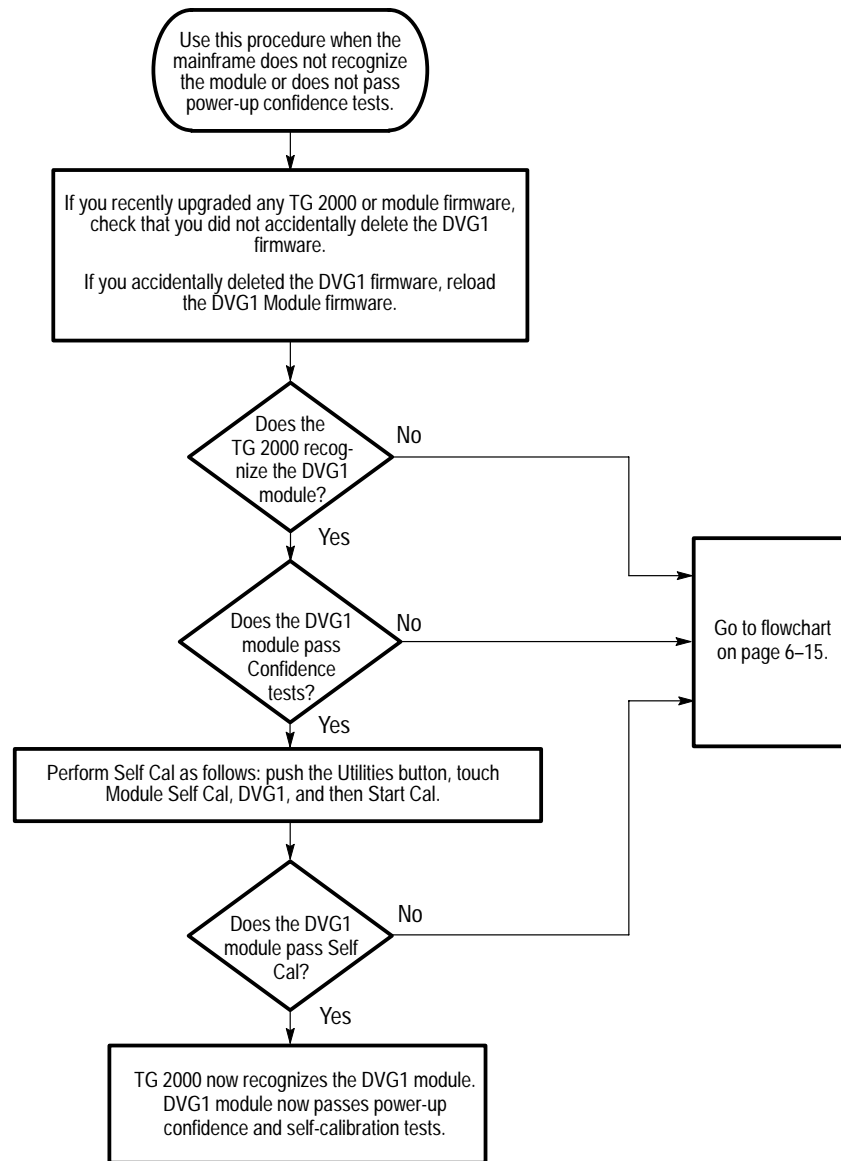 Use this procedure when the
mainframe does not recognize
the module or does not pass
power-up confidence tests.
If you recently upgraded any TG 2000 or module firmware,
check that you did not accidentally delete the DVG1
firmware.
If you accidentally deleted the DVG1 firmware, reload
the DVG1 Module firmware.
Does the
TG 2000 recog-
nize the DVG1
module?
No
Yes
Does the DVG1
module pass
Confidence
tests?
No
Go to flowchart
on page 6–15.
Yes
Perform Self Cal as follows: push the Utilities button, touch
Module Self Cal, DVG1, and then Start Cal.
Does the DVG1
module pass Self
Cal?
No
Yes
TG 2000 now recognizes the DVG1 module.
DVG1 module now passes power-up
confidence and self-calibration tests.